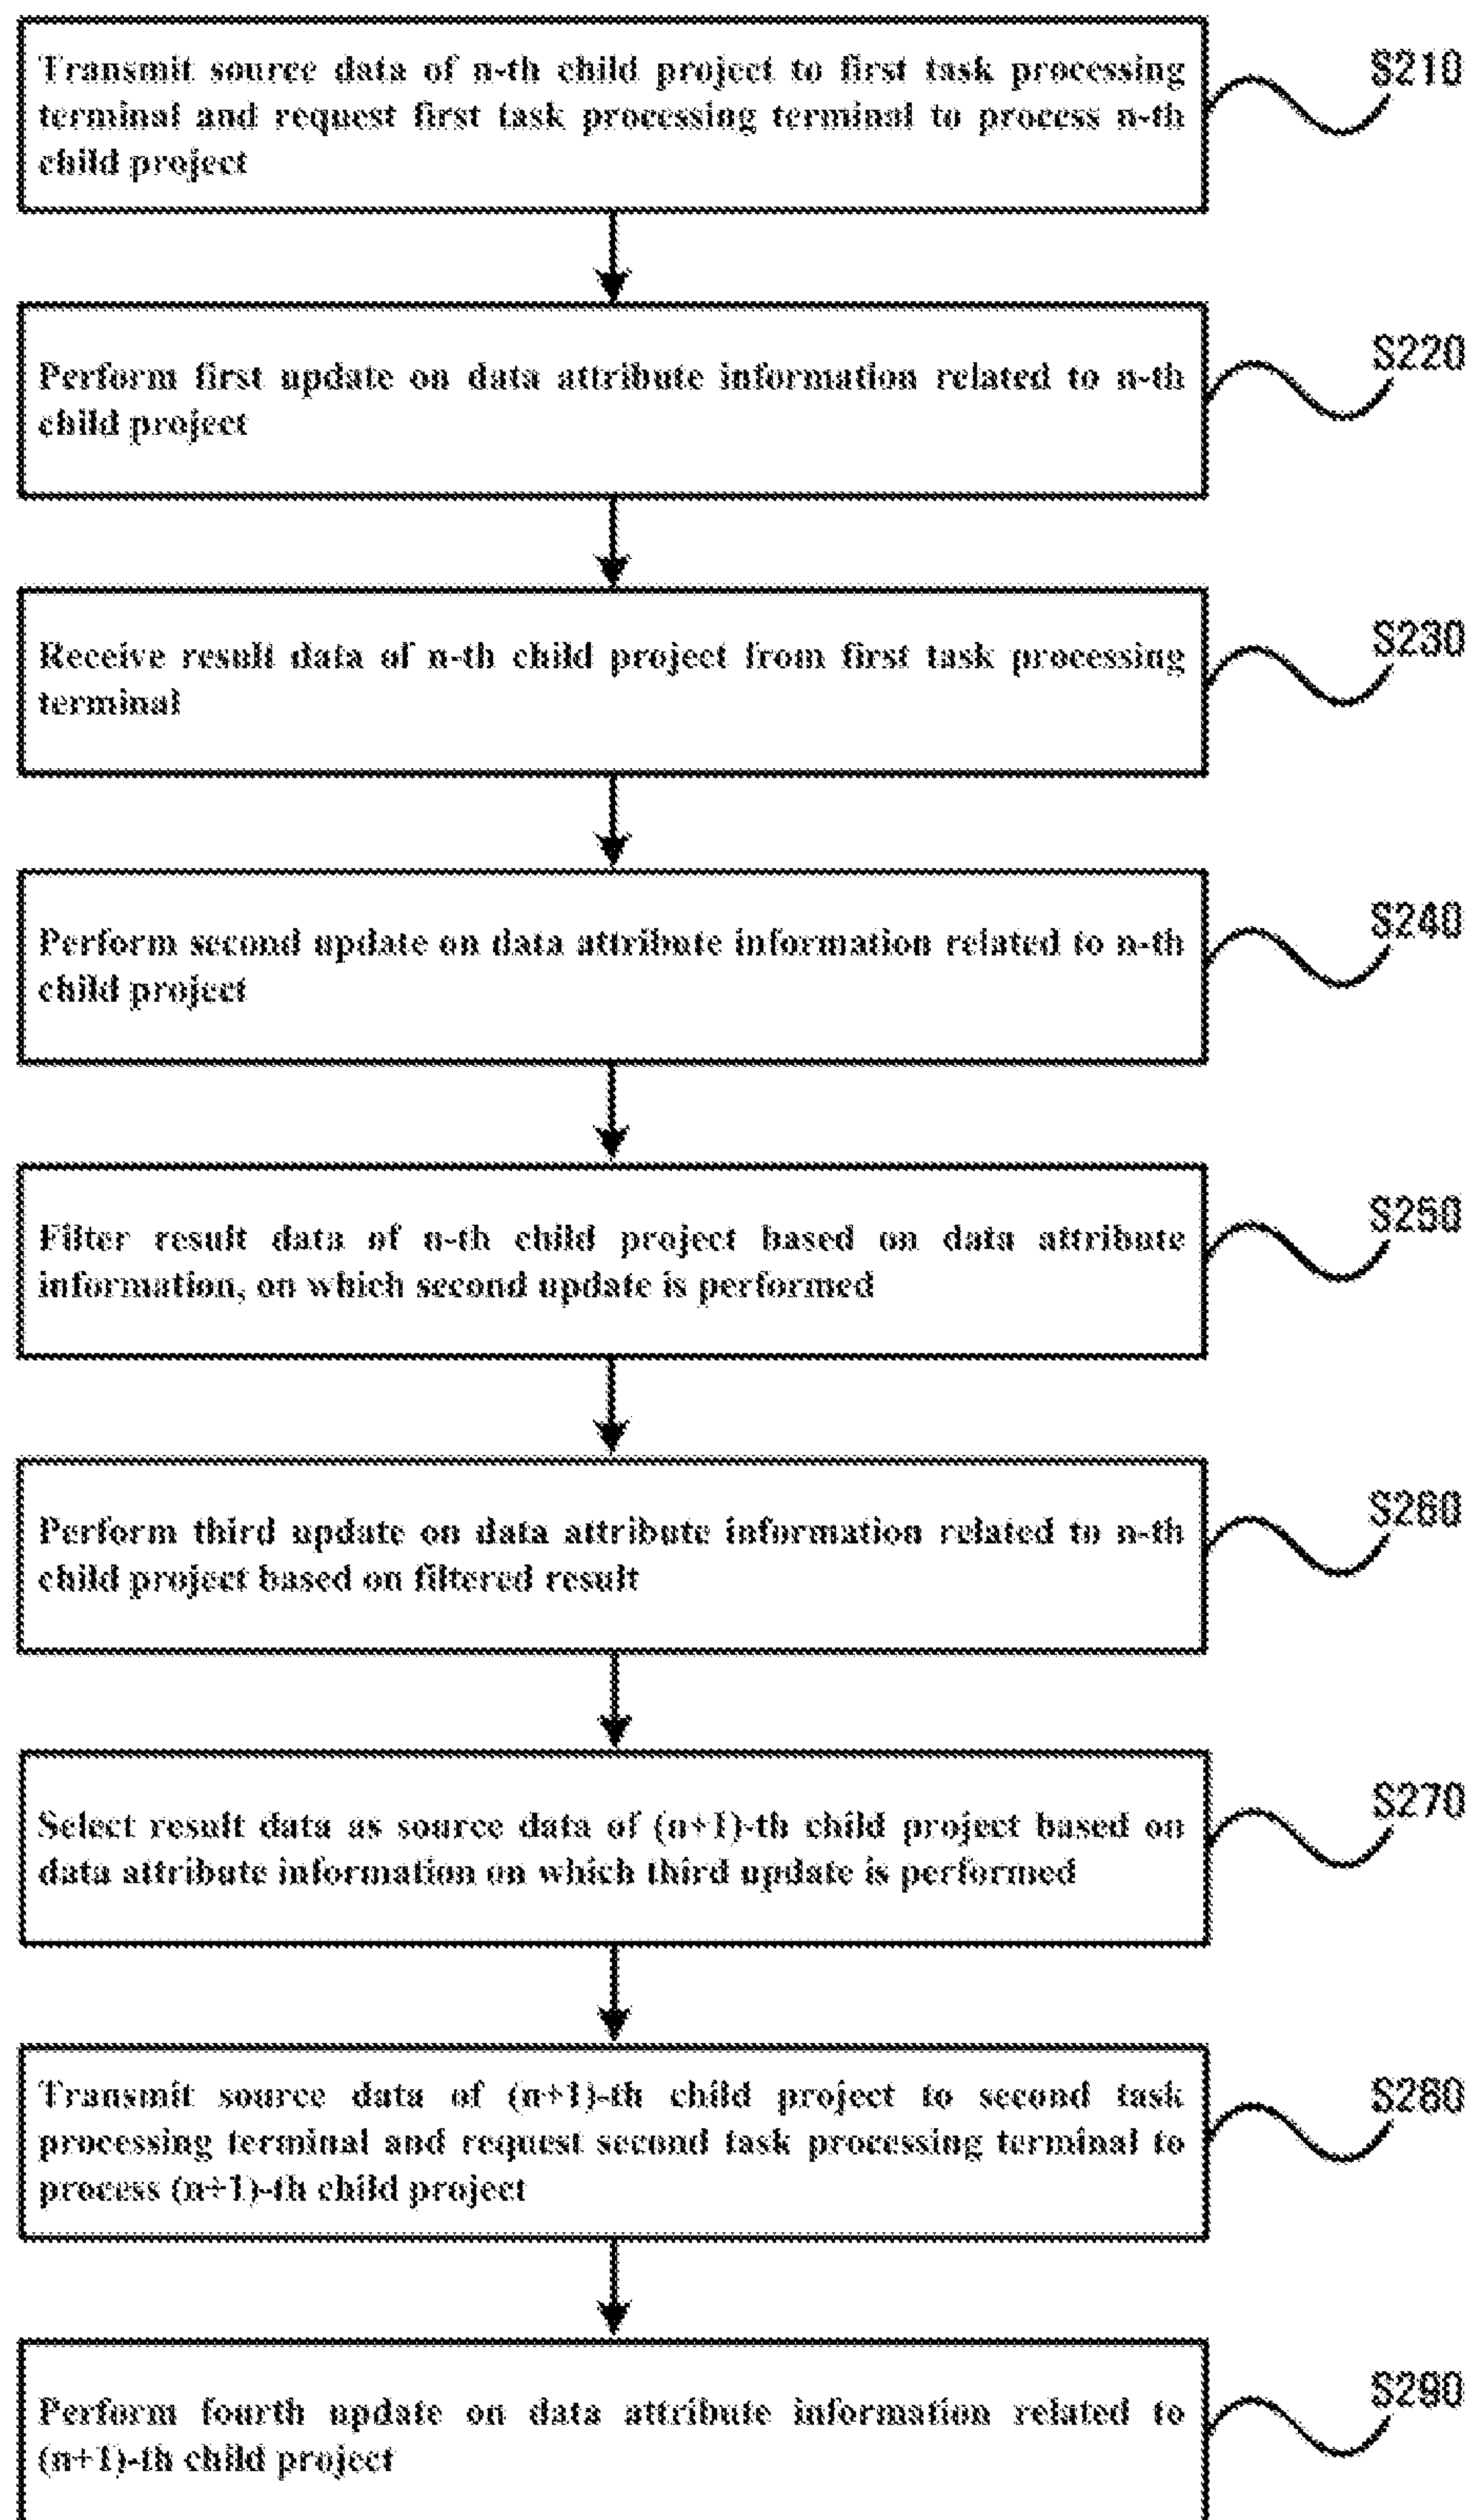 Transmit source data of n-th child project to first task processing
terminal and request first task processing terminal to process n-th
child project
S210
Perform first update on data attribute information related to n-th
child project
S220
Receive result data of n-th child project from first task processing
terminal
S230
Perform second update on data attribute information related to n-th
child project
S240
Filter result data of n-th child project based on data attribute
information, on which second update is performed
S250
Perform third update on data attribute information related to n-th
child project based on filtered result
S260
Select result data as source data of (n+1)-th child project based on
data attribute information on which third update is performed
S270
Transmit source data of (n+1)-th child project to second task
processing terminal and request second task processing terminal to
process (n+1)-th child project
S280
Perform fourth update on data attribute information related to
(n+1)-th child project
S290